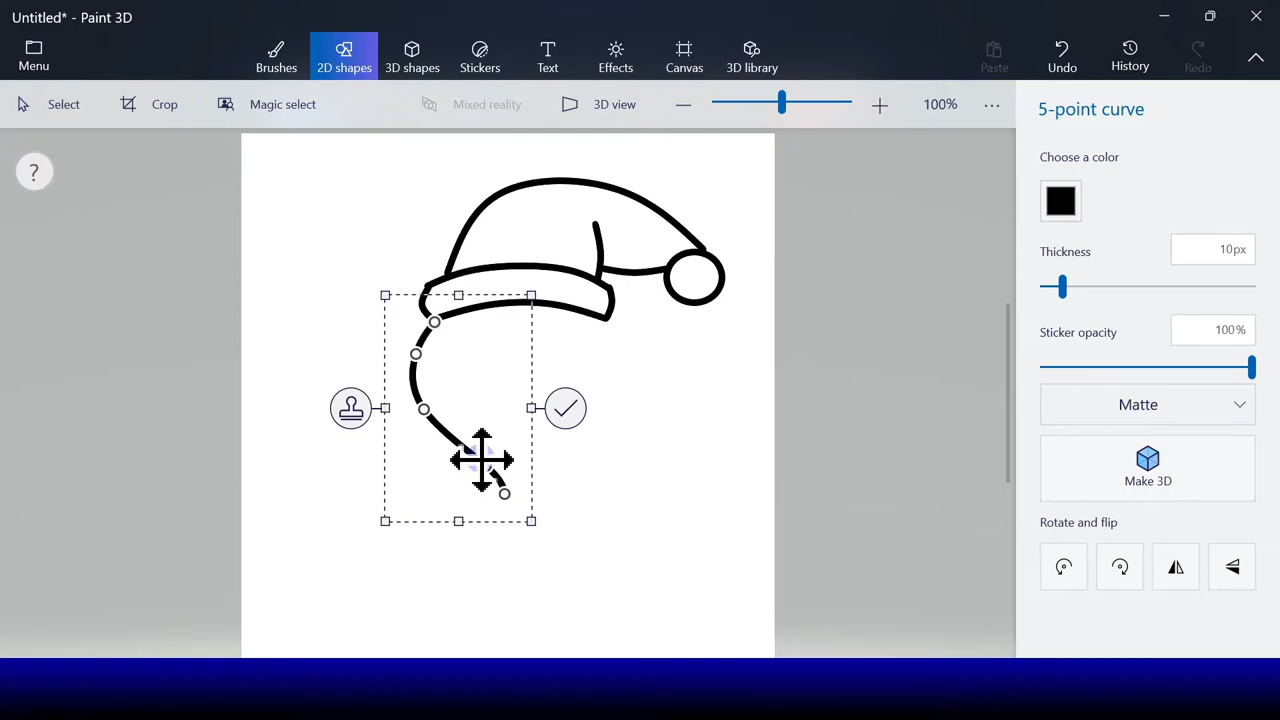 Untitled* - Paint 3D
Menu
Brushes
2D shapes
3D shapes
Stickers
Text
Effects
Canvas
3D library
Paste
Undo
History
Redo
Select
Crop
Magic select
Mixed reality
3D view
100%
?
5-point curve
Choose a color
Thickness
10px
Sticker opacity
100%
Matte
Make 3D
Rotate and flip